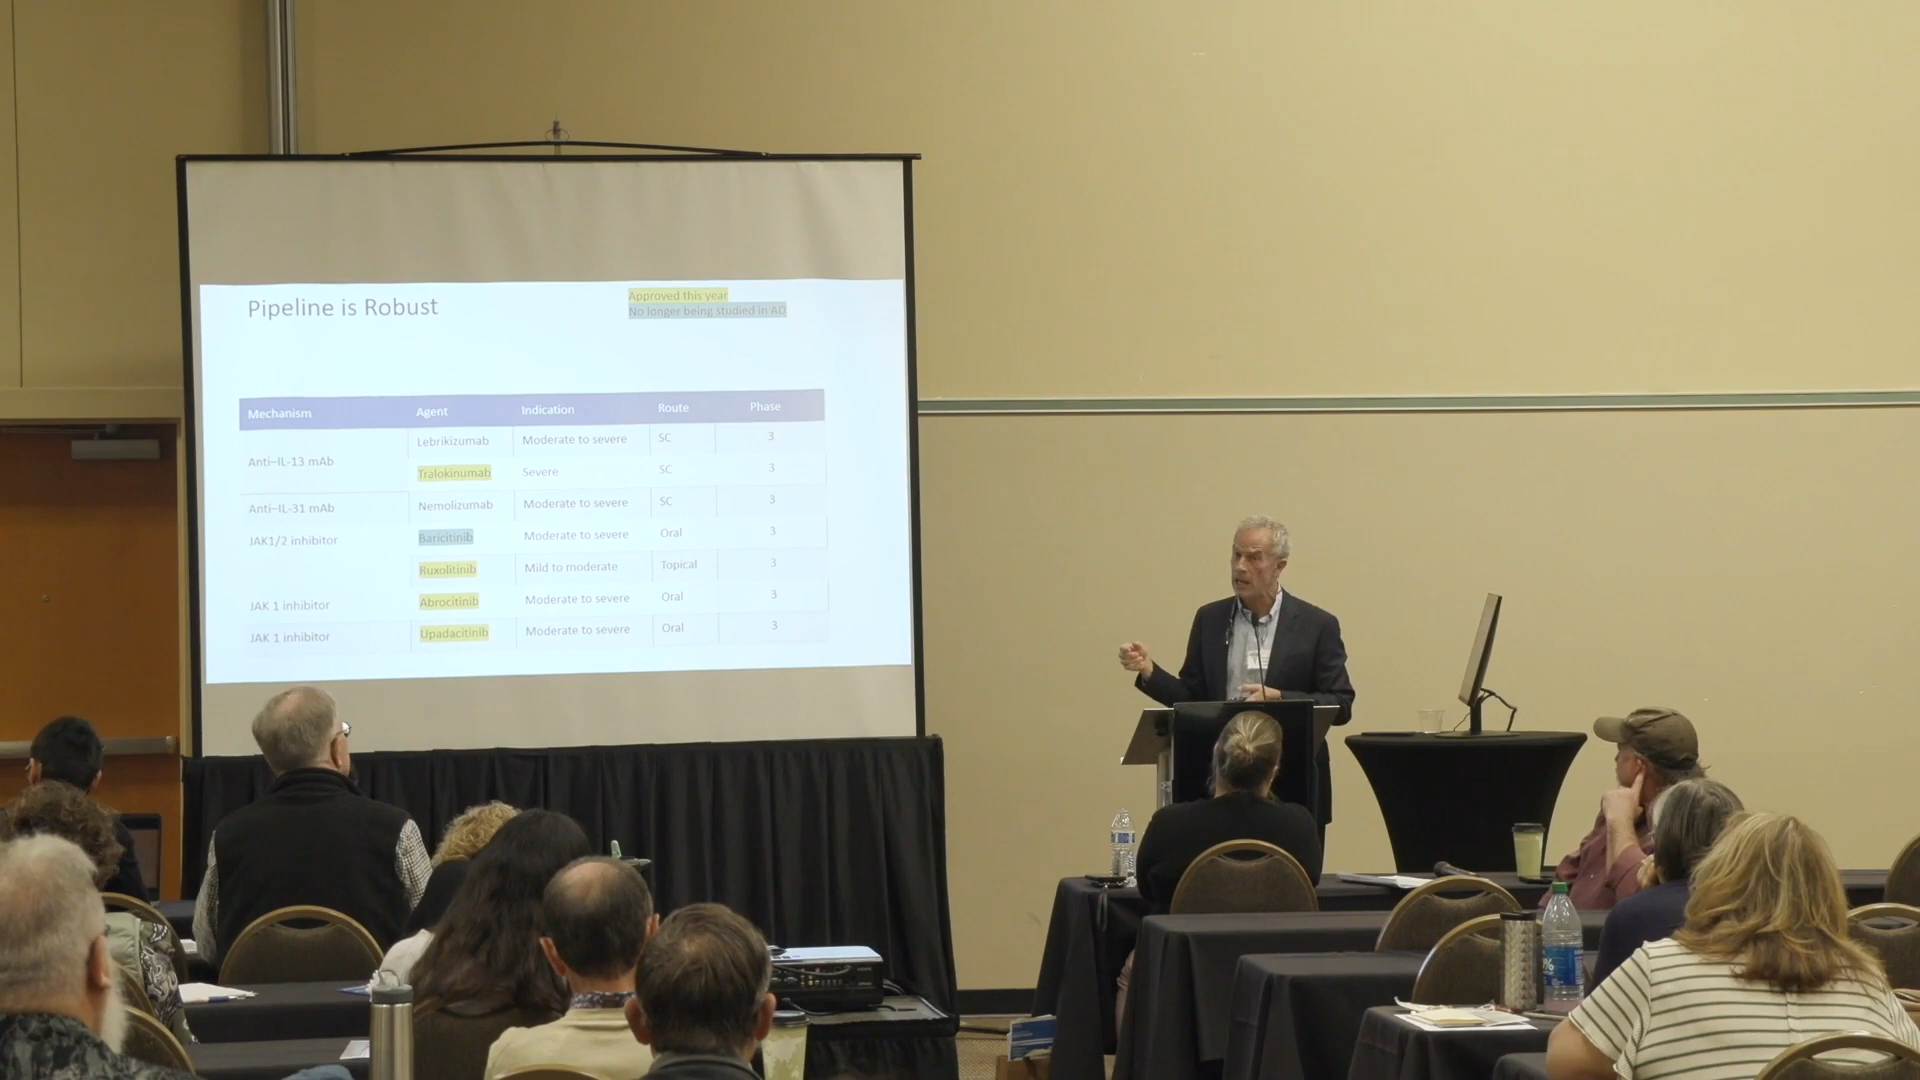 Pipeline is Robust
Approved this year
No longer being studied in AD
Mechanism Agent Indication Route Phase
Anti–IL-13 mAb Lebrikizumab Moderate to severe SC 3
Tralokinumab Severe SC 3
Anti–IL-31 mAb Nemolizumab Moderate to severe SC 3
JAK1/2 inhibitor Baricitinib Moderate to severe Oral 3
Ruxolitinib Mild to moderate Topical 3
JAK 1 inhibitor Abrocitinib Moderate to severe Oral 3
JAK 1 inhibitor Upadacitinib Moderate to severe Oral 3